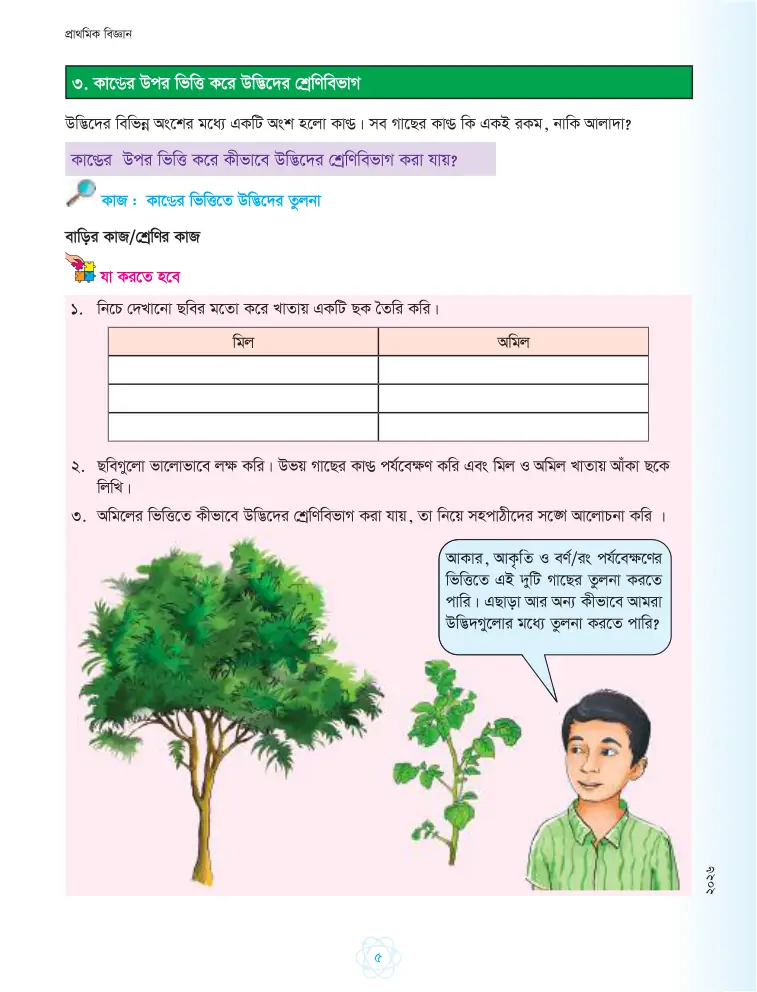 প্রাথমিক বিজ্ঞান
৩. কাণ্ডের উপর ভিত্তি করে উদ্ভিদের শ্রেণিবিভাগ
উদ্ভিদের বিভিন্ন অংশের মধ্যে একটি অংশ হলো কাণ্ড। সব গাছের কাণ্ড কি একই রকম, নাকি আলাদা?
কাণ্ডের উপর ভিত্তি করে কীভাবে উদ্ভিদের শ্রেণিবিভাগ করা যায়?
কাজ : কাণ্ডের ভিত্তিতে উদ্ভিদের তুলনা
বাড়ির কাজ/শ্রেণির কাজ
যা করতে হবে
১. নিচে দেখানো ছবির মতো করে খাতায় একটি ছক তৈরি করি।
মিল অমিল
২. ছবিগুলো ভালোভাবে লক্ষ করি। উভয় গাছের কাণ্ড পর্যবেক্ষণ করি এবং মিল ও অমিল খাতায় আঁকা ছকে
লিখি।
৩. অমিলের ভিত্তিতে কীভাবে উদ্ভিদের শ্রেণিবিভাগ করা যায়, তা নিয়ে সহপাঠীদের সঙ্গে আলোচনা করি ।
আকার, আকৃতি ও বর্ণ/রং পর্যবেক্ষণের
ভিত্তিতে এই দুটি গাছের তুলনা করতে
পারি। এছাড়া আর অন্য কীভাবে আমরা
উদ্ভিদগুলোর মধ্যে তুলনা করতে পারি?
২০২৬
৫